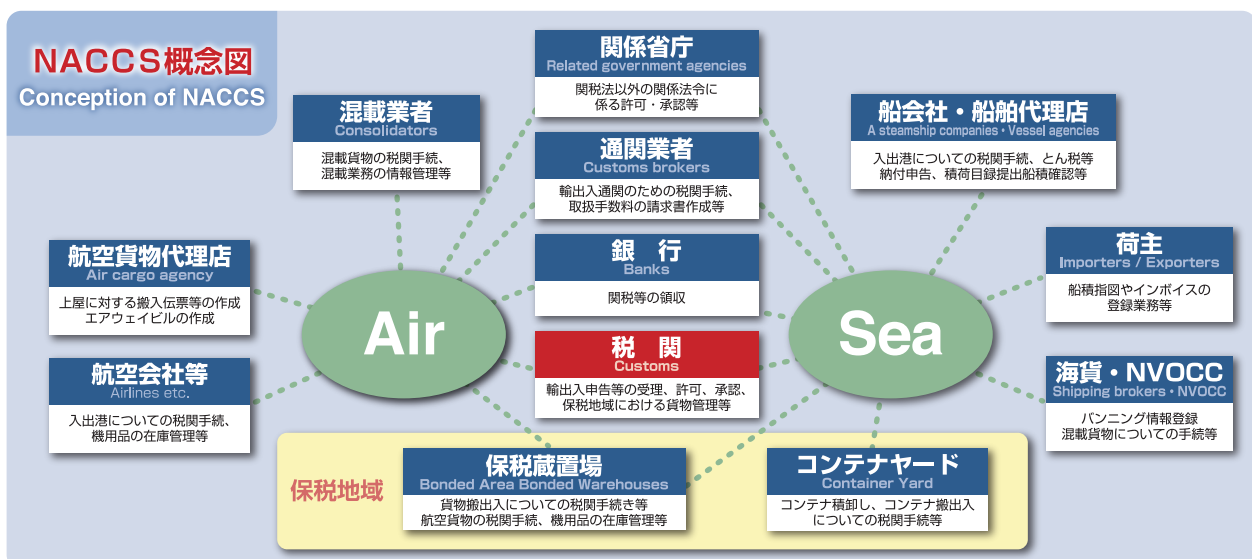 NACCS概念図
Conception of NACCS
関係省庁
Related government agencies
関税法以外の関係法令に
係る許可・承認等
混載業者
Consolidators
混載貨物の税関手続、
混載業務の情報管理等
船会社・船舶代理店
A steamship companies・Vessel agencies
入出港についての税関手続、とん税等
納付申告、積荷目録提出船積確認等
通関業者
Customs brokers
輸出入通関のための税関手続、
取扱手数料の請求書作成等
航空貨物代理店
Air cargo agency
上屋に対する搬入伝票等の作成
エアウェイビルの作成
銀 行
Banks
関税等の領収
荷主
Importers / Exporters
船積指図やインボイスの
登録業務等
Air
Sea
税 関
Customs
輸出入申告等の受理、許可、承認、
保税地域における貨物管理等
航空会社等
Airlines etc.
入出港についての税関手続、
機用品の在庫管理等
海貨・NVOCC
Shipping brokers・NVOCC
バンニング情報登録
混載貨物についての手続等
保税地域
保税蔵置場
Bonded Area Bonded Warehouses
貨物搬出入についての税関手続き等
航空貨物の税関手続、機用品の在庫管理等
コンテナヤード
Container Yard
コンテナ積卸し、コンテナ搬出入
についての税関手続等